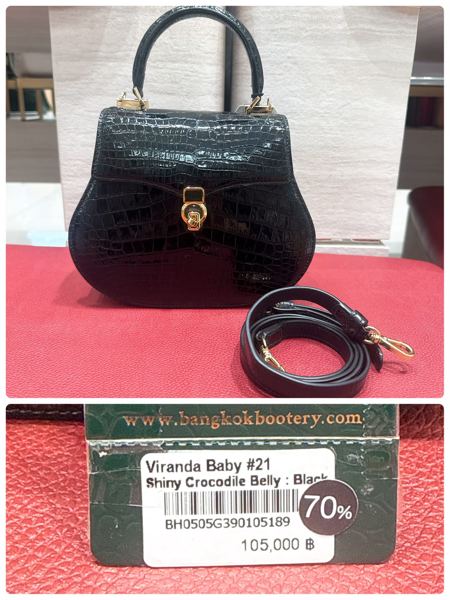 www.bangkokbootery.com
Viranda Baby #21
Shiny Crocodile Belly : Black
70%
BH0505G390105189
105,000 ฿